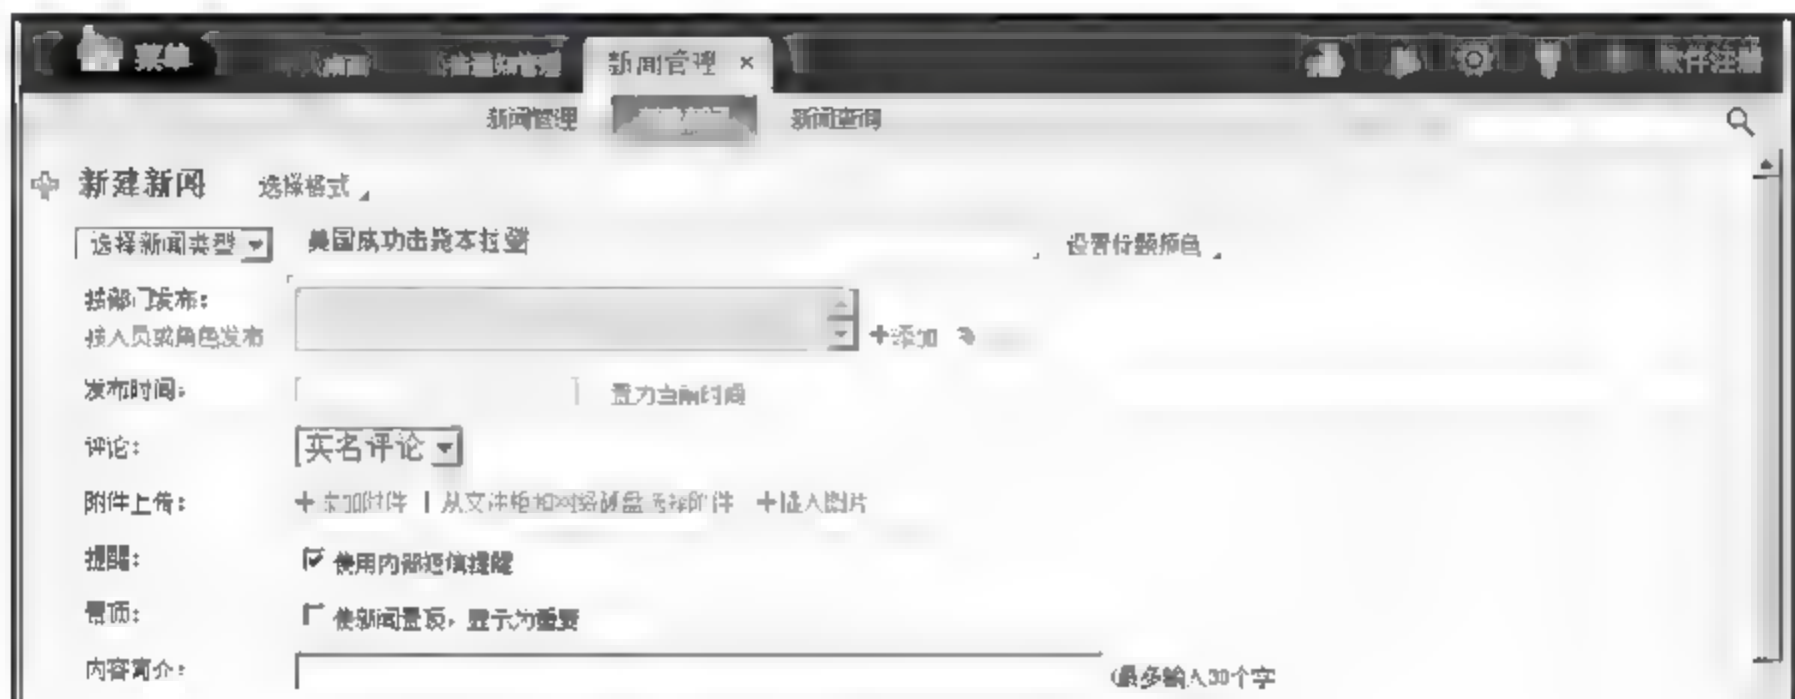 菜单 新闻管理 × 软件注册
新闻管理 新闻查询
新建新闻 选择格式
选择新闻类型 美国成功击毙本拉登 设置标题颜色
按部门发布：
按人员或角色发布 +添加
发布时间： 置为当前时间
评论： 实名评论
附件上传： +添加附件 | 从文件柜和网络硬盘选择附件 +插入图片
提醒： 使用内部短信提醒
置顶： 使新闻置顶，显示为重要
内容简介： (最多输入30个字